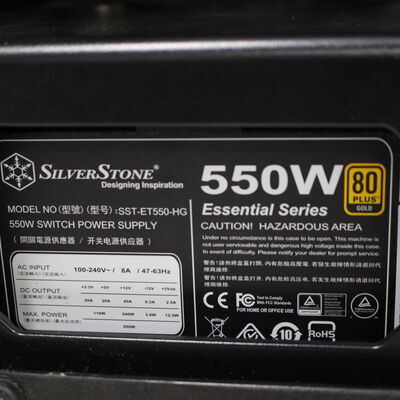 SILVERSTONE
Designing Inspiration
MODEL NO (型號) (型号) :SST-ET550-HG
550W SWITCH POWER SUPPLY
(開關電源供應器 / 开关电源供应器)
AC INPUT
100-240V~ / 8A / 47-63Hz
DC OUTPUT
+3.3V +5V +12V -12V +5Vsb
20A 20A 45A 0.3A 2.5A
MAX. POWER
110W 540W 3.6W 12.5W
550W
550W
80
PLUS
GOLD
Essential Series
CAUTION! HAZARDOUS AREA
Under no circumstance is this case to be open. This machine is
not user serviceable and dangerous high voltage inside this case.
In event of difficulty. Please notify your dealer for prompt service.
CE
FC
Tested To Comply
With FCC Standards
FOR HOME OR OFFICE USE
10
RoHS